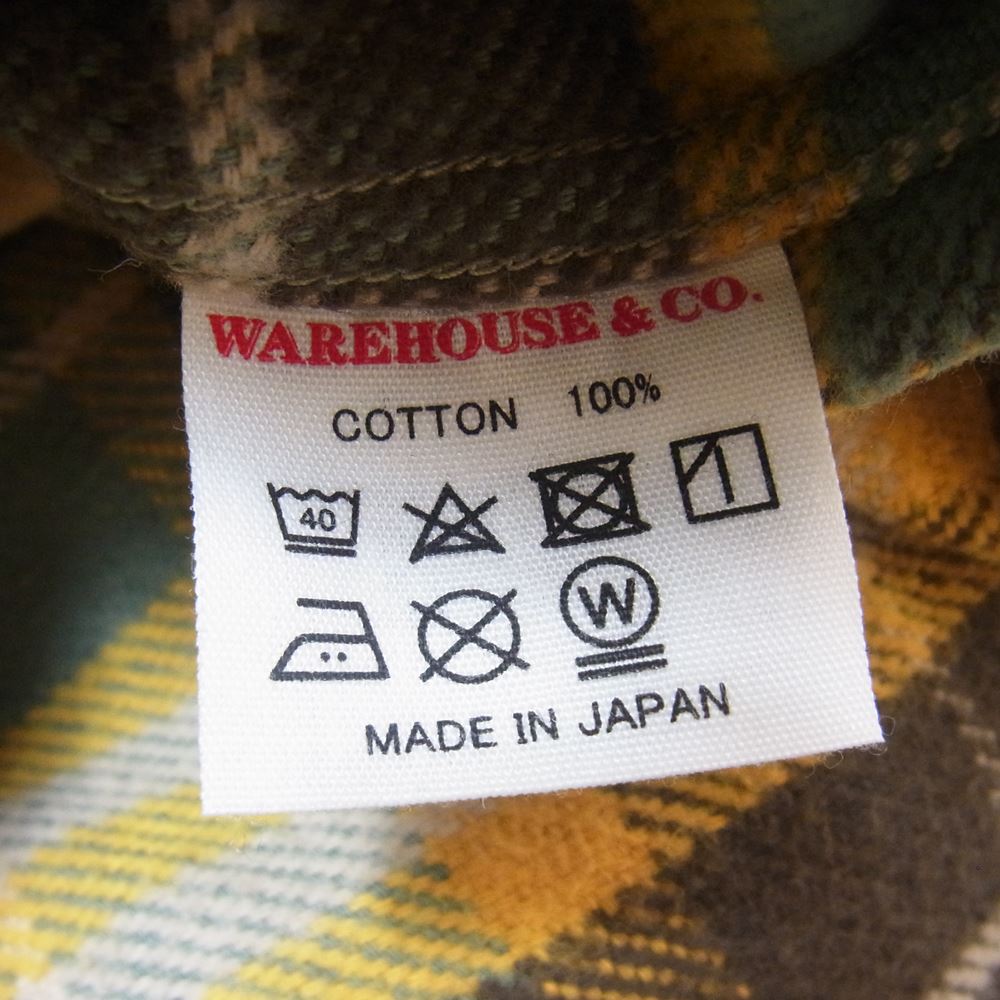 WAREHOUSE & CO.
COTTON 100%
40
W
MADE IN JAPAN